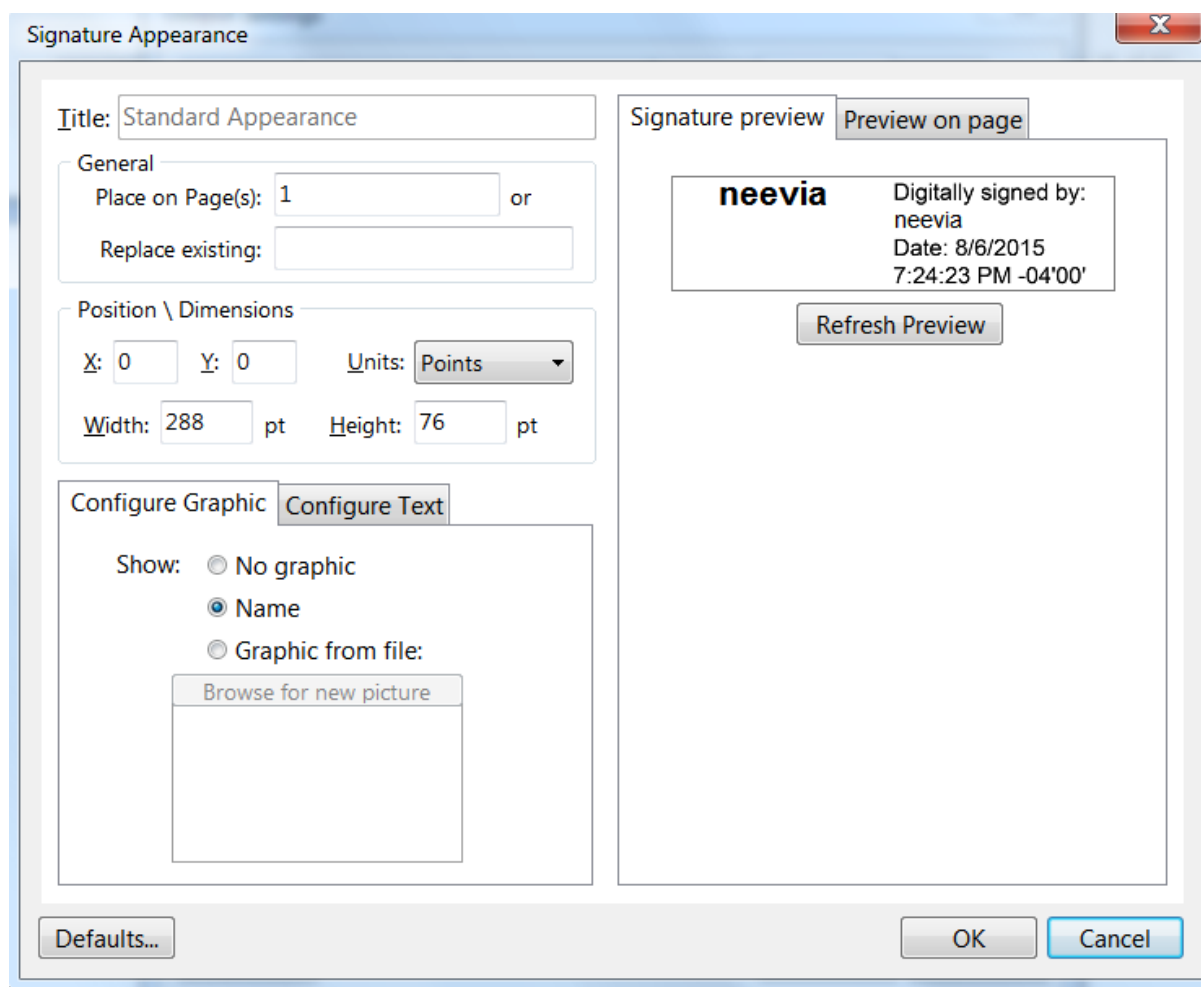 Signature Appearance
Title: Standard Appearance
General
Place on Page(s): 1 or
Replace existing:
Position \ Dimensions
X: 0 Y: 0 Units: Points
Width: 288 pt Height: 76 pt
Configure Graphic Configure Text
Show: No graphic
Name
Graphic from file:
Browse for new picture
Signature preview Preview on page
neevia
Digitally signed by:
neevia
Date: 8/6/2015
7:24:23 PM -04'00'
Refresh Preview
Defaults... OK Cancel